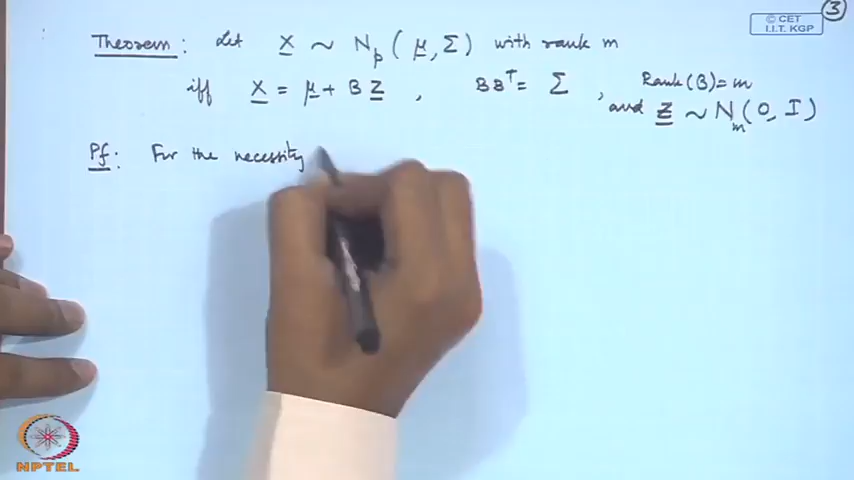 3
© CET
I.I.T. KGP
Theorem: Let X ~ N_p (μ, Σ) with rank m
iff X = μ + B Z , BB^T = Σ , Rank(B) = m
and Z ~ N_m (0, I)
Pf: For the necessity
NPTEL